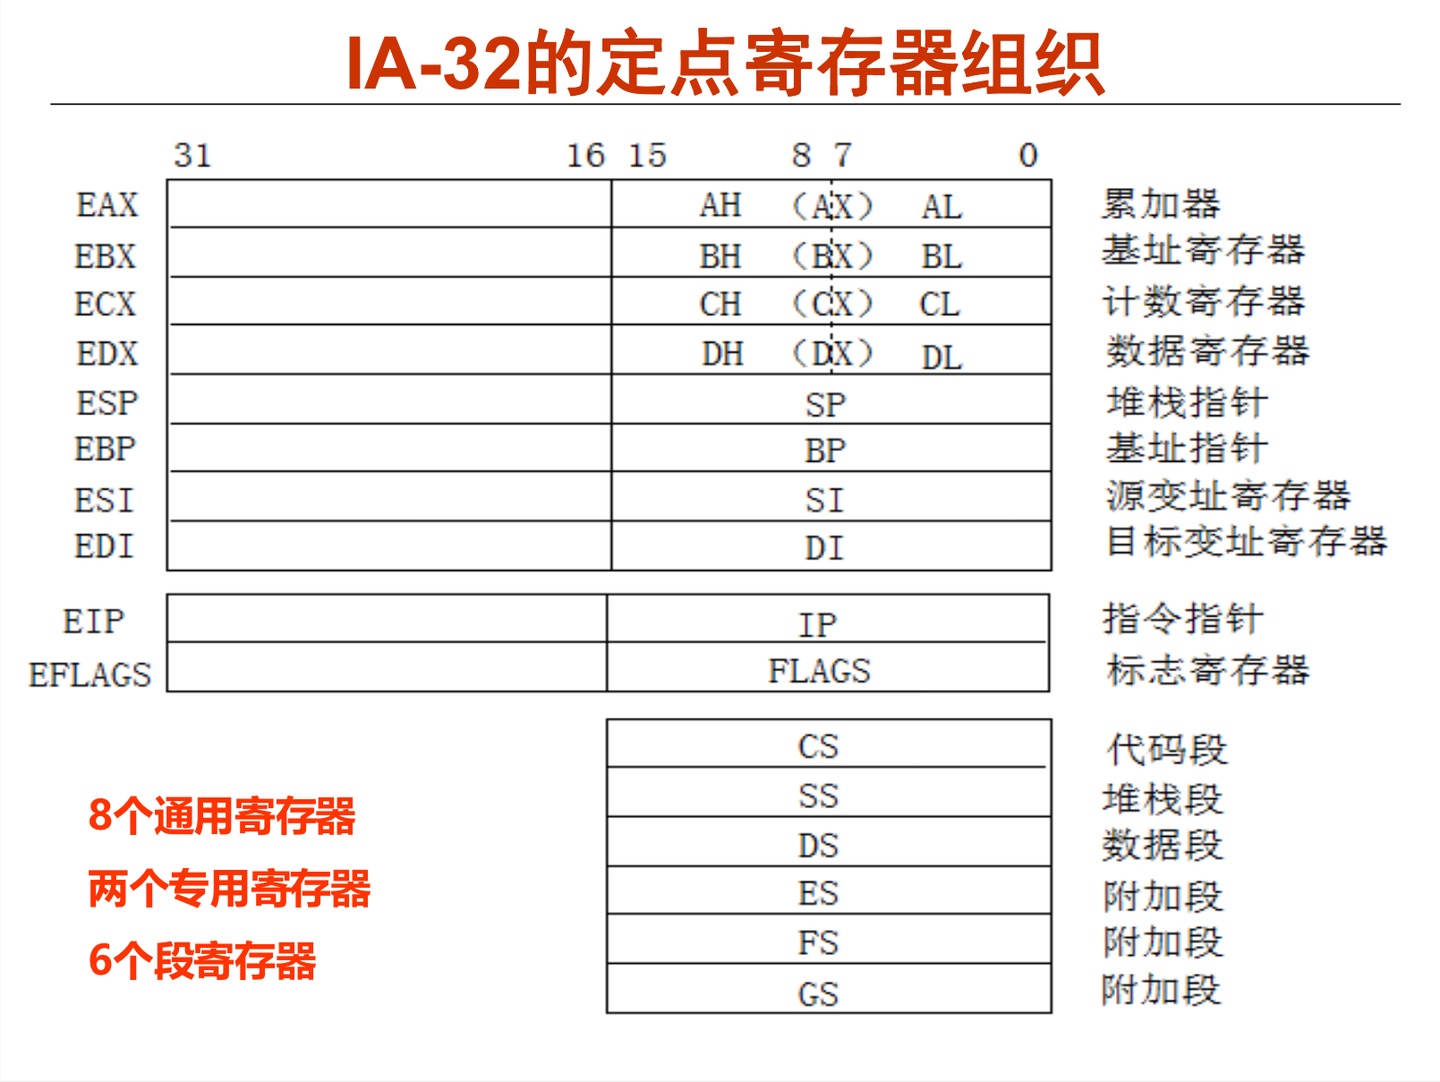 IA-32的定点寄存器组织
31 16 15 8 7 0
EAX AH （AX） AL 累加器
EBX BH （BX） BL 基址寄存器
ECX CH （CX） CL 计数寄存器
EDX DH （DX） DL 数据寄存器
ESP SP 堆栈指针
EBP BP 基址指针
ESI SI 源变址寄存器
EDI DI 目标变址寄存器
EIP IP 指令指针
EFLAGS FLAGS 标志寄存器
CS 代码段
SS 堆栈段
DS 数据段
ES 附加段
FS 附加段
GS 附加段
8个通用寄存器
两个专用寄存器
6个段寄存器